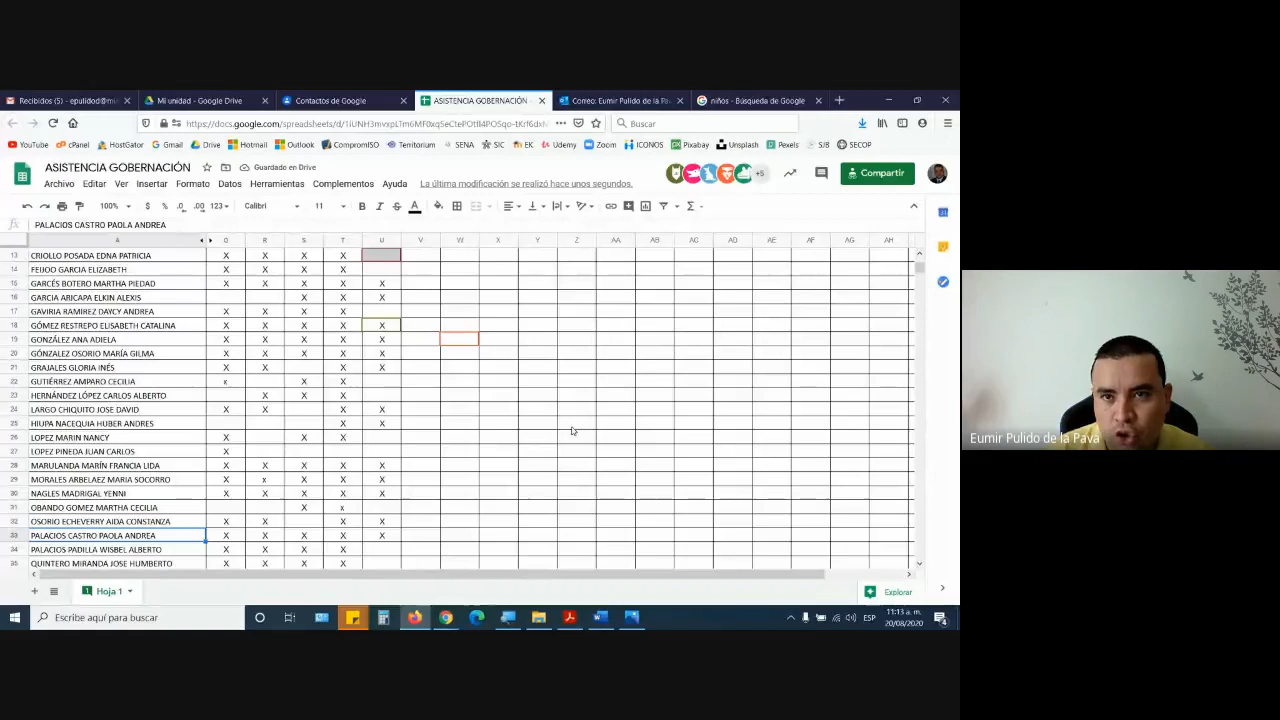 Recibidos (5) - epulidod@mi
Mi unidad - Google Drive
Contactos de Google
ASISTENCIA GOBERNACIÓN
Correo: Eumir Pulido de la Pa
niños - Búsqueda de Google
https://docs.google.com/spreadsheets/d/
Buscar
YouTube cPanel HostGator Drive Hotmail Outlook CompromISO Territorium SENA SIC EK Udemy Zoom ICONOS Pixabay Unsplash Pexels SJB SECOP
ASISTENCIA GOBERNACIÓN
Guardado en Drive
Archivo Editar Ver Insertar Formato Datos Herramientas Complementos Ayuda La última modificación se realizó hace unos segundos.
+5
Compartir
100% $ % .0 .00 123 Calibri 11
fx PALACIOS CASTRO PAOLA ANDREA
A R S T U V W X Y Z AA AB AC AD AE AF AG AH
13 CRIOLLO POSADA EDNA PATRICIA X X X X
14 FEIJOO GARCIA ELIZABETH X X X X
15 GARCÉS BOTERO MARTHA PIEDAD X X X X X
16 GARCIA ARICAPA ELKIN ALEXIS X X X
17 GAVIRIA RAMIREZ DAYCY ANDREA X X X X
18 GÓMEZ RESTREPO ELISABETH CATALINA X X X X X
19 GONZÁLEZ ANA ADIELA X X X X X
20 GÓNZALEZ OSORIO MARÍA GILMA X X X X X
21 GRAJALES GLORIA INÉS X X X X
22 GUTIÉRREZ AMPARO CECILIA x X X
23 HERNÁNDEZ LÓPEZ CARLOS ALBERTO X X X
24 LARGO CHIQUITO JOSE DAVID X X X X
25 HIUPA NACEQUIA HUBER ANDRES X X
26 LOPEZ MARIN NANCY X X X
27 LOPEZ PINEDA JUAN CARLOS X
28 MARULANDA MARÍN FRANCIA LIDA X X X X X
29 MORALES ARBELAEZ MARIA SOCORRO X x X X X
30 NAGLES MADRIGAL YENNI X X X X X
31 OBANDO GOMEZ MARTHA CECILIA X x
32 OSORIO ECHEVERRY AIDA CONSTANZA X X X X
33 PALACIOS CASTRO PAOLA ANDREA X X X X X
34 PALACIOS PADILLA WISBEL ALBERTO X X X X
35 QUINTERO MIRANDA JOSE HUMBERTO X X X X
1 Hoja 1
Explorar
Escribe aquí para buscar
ESP
11:13 a. m.
20/08/2020
4
Eumir Pulido de la Pava